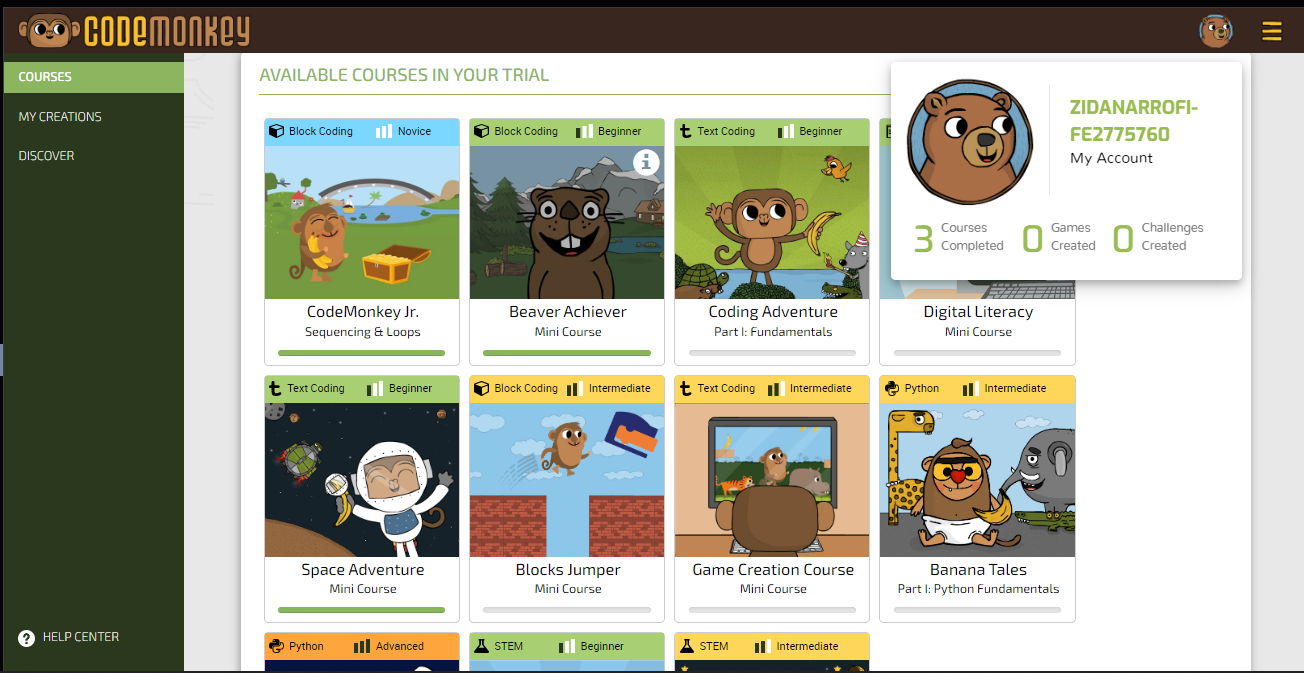 CODEMONKEY
COURSES
MY CREATIONS
DISCOVER
HELP CENTER
AVAILABLE COURSES IN YOUR TRIAL
ZIDANARROFI-
FE2775760
My Account
3 Courses Completed
0 Games Created
0 Challenges Created
Block Coding Novice
CodeMonkey Jr.
Sequencing & Loops
Block Coding Beginner
Beaver Achiever
Mini Course
Text Coding Beginner
Coding Adventure
Part I: Fundamentals
Digital Literacy
Mini Course
Text Coding Beginner
Space Adventure
Mini Course
Block Coding Intermediate
Blocks Jumper
Mini Course
Text Coding Intermediate
Game Creation Course
Mini Course
Python Intermediate
Banana Tales
Part I: Python Fundamentals
Python Advanced
STEM Beginner
STEM Intermediate